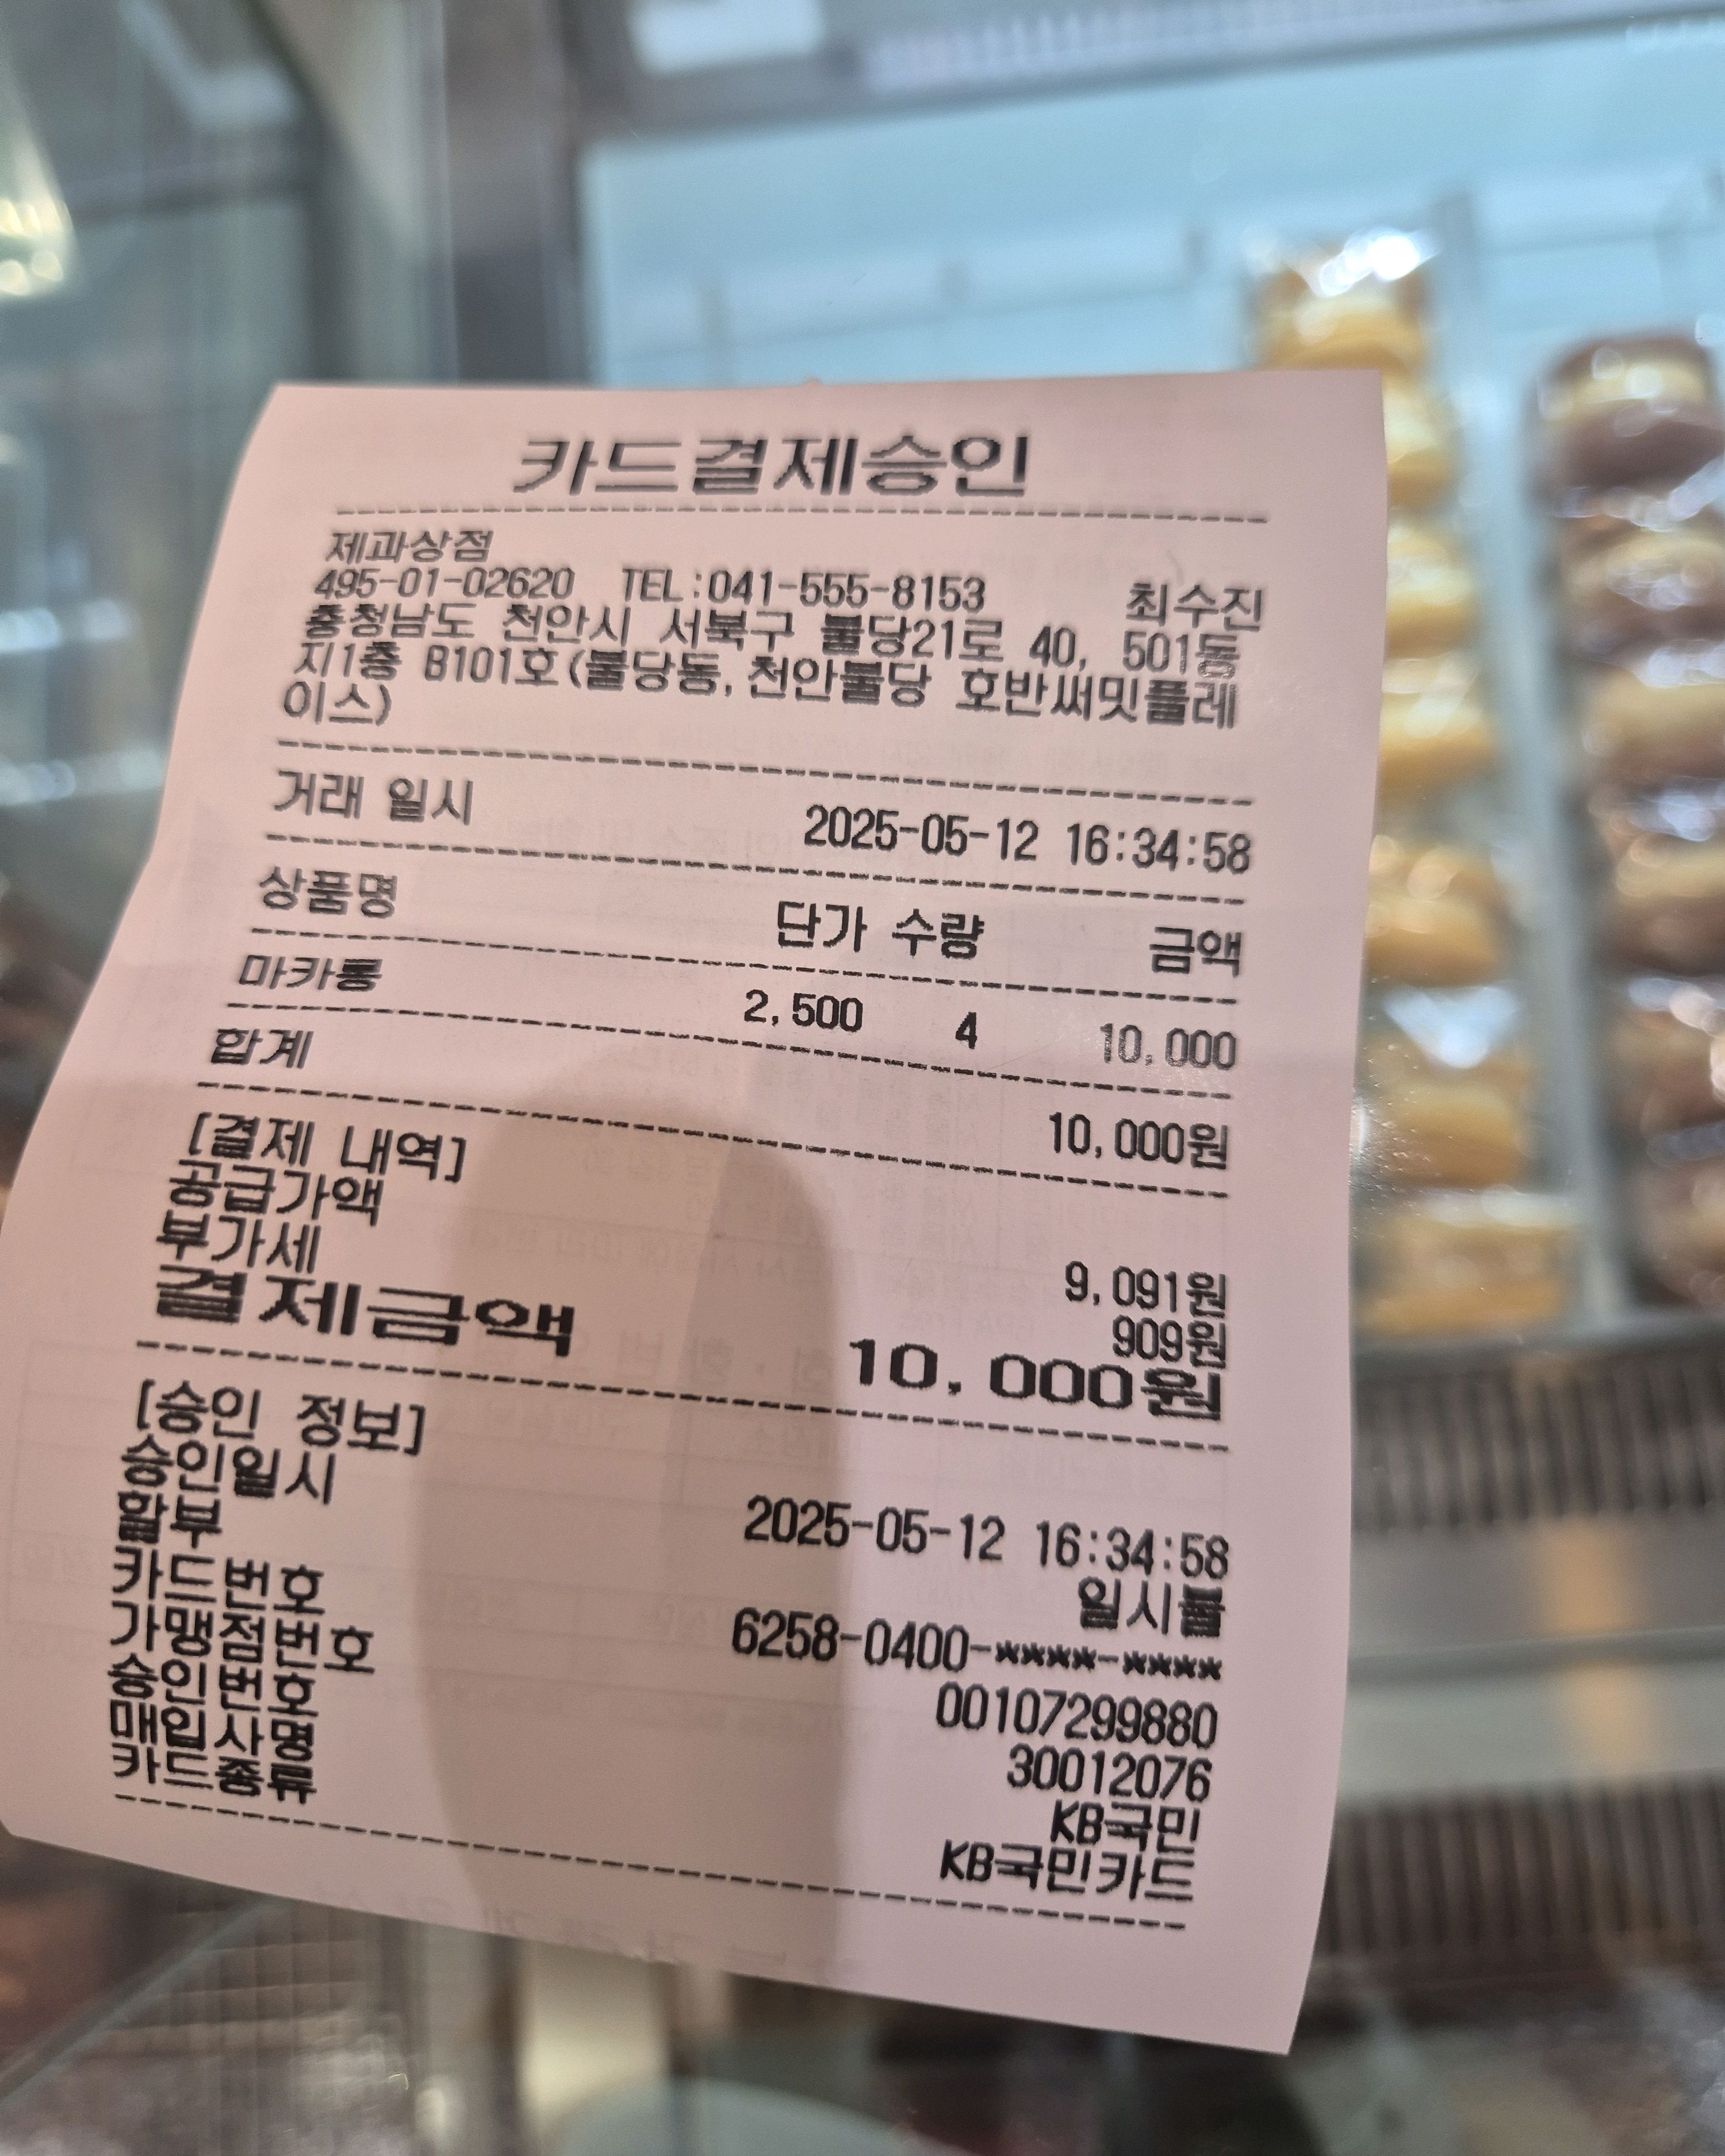 카드결제승인
제과상점
495-01-02620 TEL:041-555-8153 최수진
충청남도 천안시 서북구 불당21로 40, 501동
지1층 B101호(불당동,천안불당 호반써밋플레
이스)
거래 일시 2025-05-12 16:34:58
상품명 단가 수량 금액
마카롱 2,500 4 10,000
합계 10,000원
[결제 내역]
공급가액 9,091원
부가세 909원
결제금액 10,000원
[승인 정보]
승인일시 2025-05-12 16:34:58
할부 일시불
카드번호 6258-0400-****-****
가맹점번호 00107299880
승인번호 30012076
매입사명 KB국민
카드종류 KB국민카드